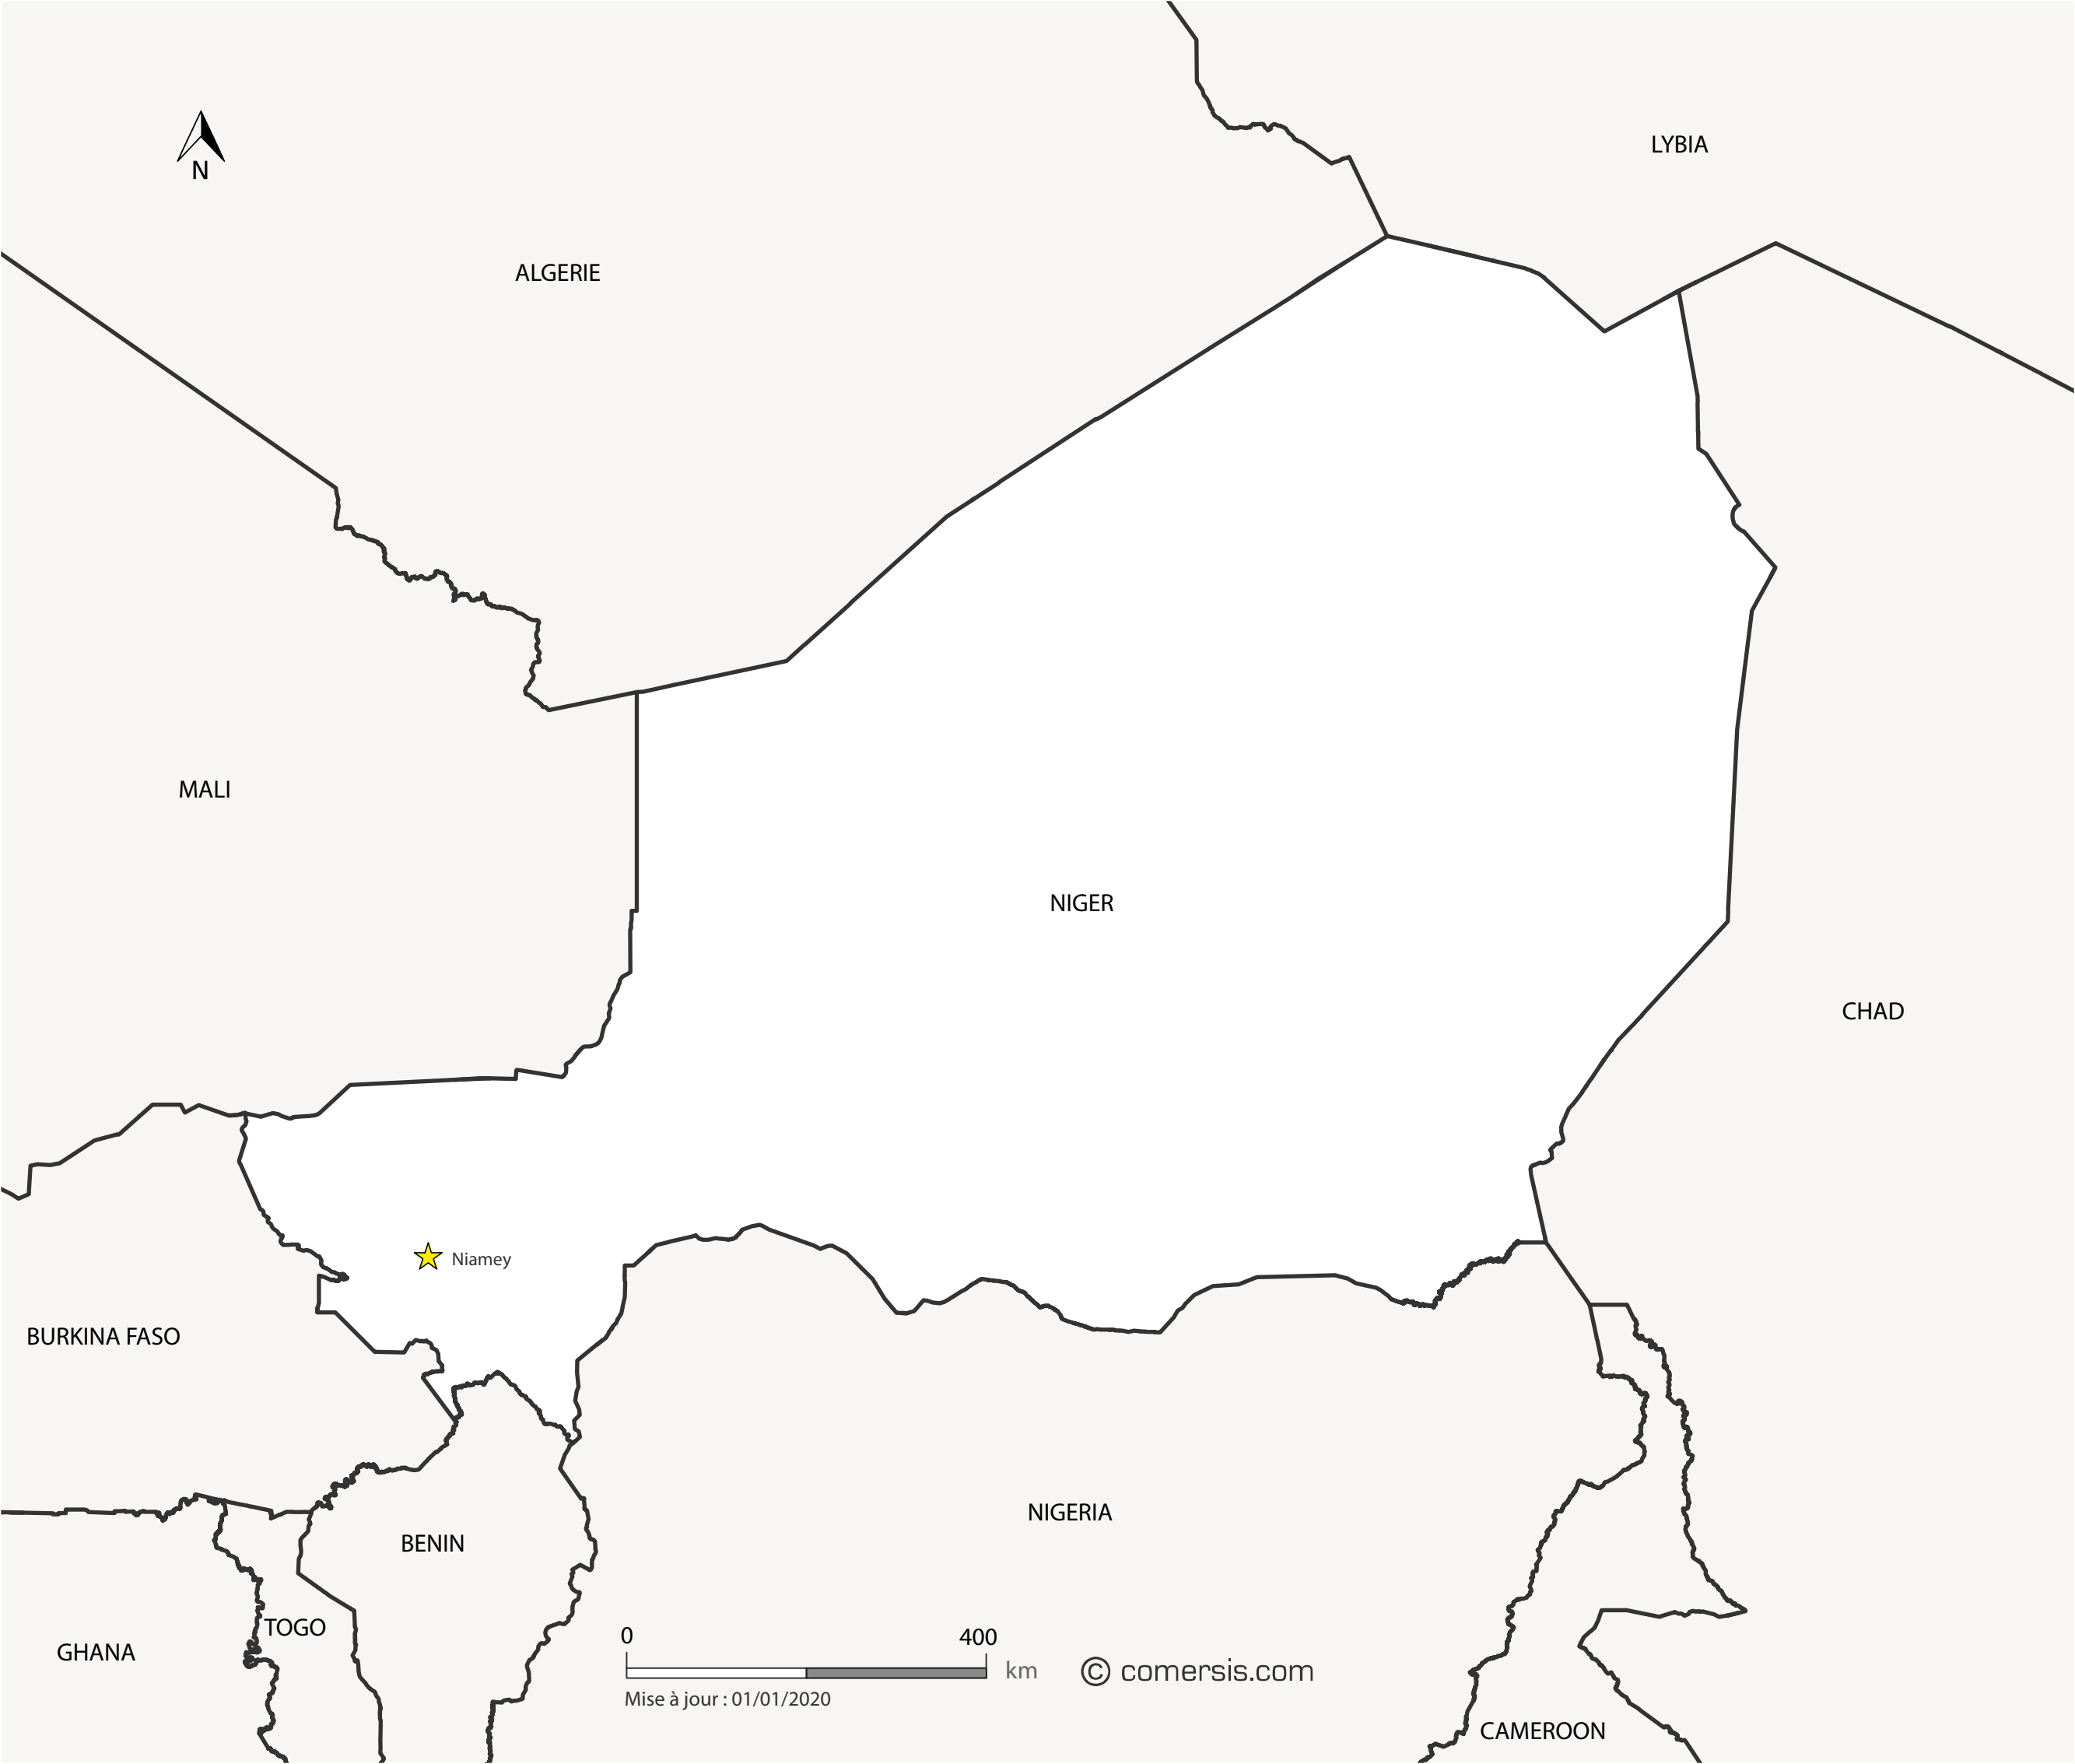 LYBIA
N
ALGERIE
MALI
NIGER
CHAD
Niamey
BURKINA FASO
NIGERIA
BENIN
TOGO
GHANA
0 400
km
© comersis.com
Mise à jour : 01/01/2020
CAMEROON